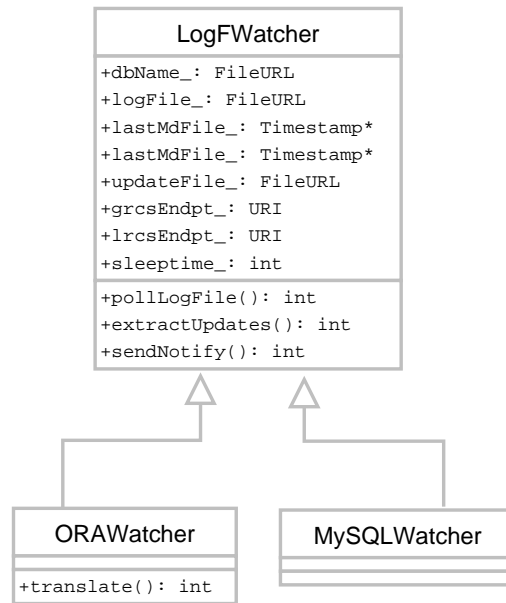 LogFWatcher
+dbName_: FileURL
+logFile_: FileURL
+lastMdFile_: Timestamp*
+lastMdFile_: Timestamp*
+updateFile_: FileURL
+grcsEndpt_: URI
+lrcsEndpt_: URI
+sleeptime_: int
+pollLogFile(): int
+extractUpdates(): int
+sendNotify(): int
ORAWatcher
+translate(): int
MySQLWatcher